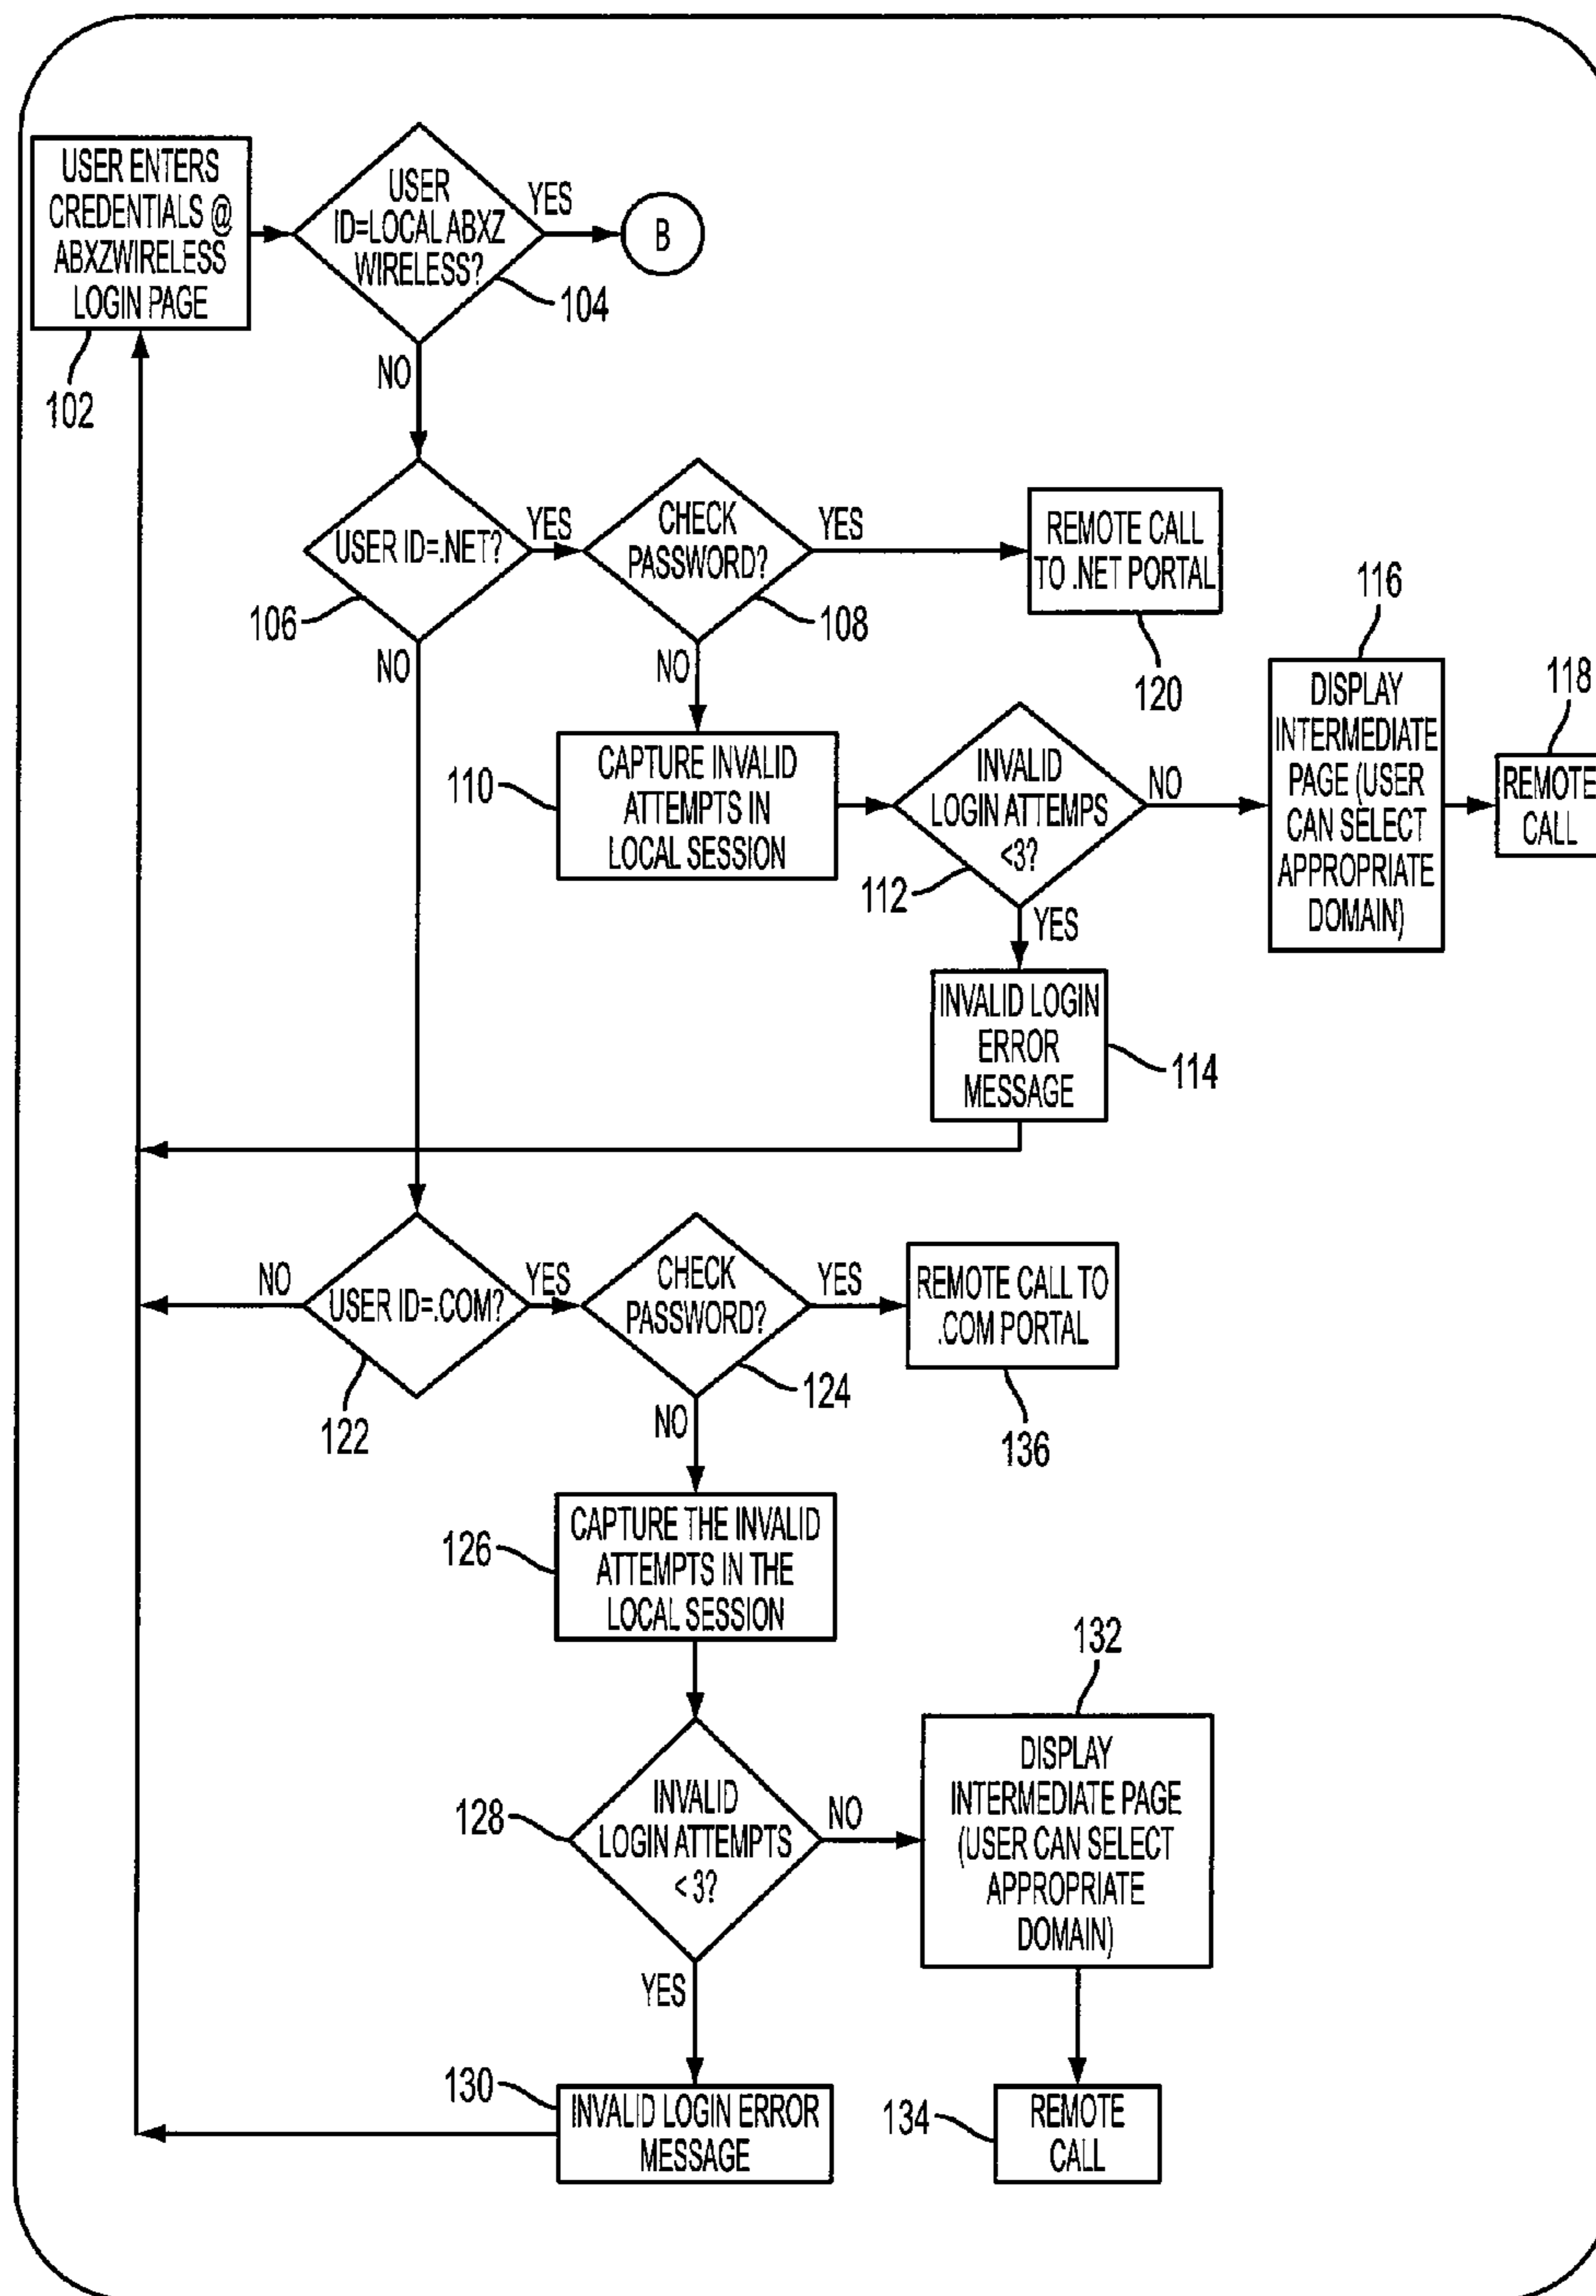 USER ENTERS
CREDENTIALS @
ABXZWIRELESS
LOGIN PAGE
102
USER
ID=LOCAL ABXZ
WIRELESS?
104
YES
B
NO
USER ID=.NET?
106
YES
CHECK
PASSWORD?
108
YES
REMOTE CALL
TO .NET PORTAL
120
NO
NO
CAPTURE INVALID
ATTEMPTS IN
LOCAL SESSION
110
INVALID
LOGIN ATTEMPS
<3?
112
NO
DISPLAY
INTERMEDIATE
PAGE (USER
CAN SELECT
APPROPRIATE
DOMAIN)
116
REMOTE
CALL
118
YES
INVALID LOGIN
ERROR
MESSAGE
114
NO
USER ID=.COM?
122
YES
CHECK
PASSWORD?
124
YES
REMOTE CALL TO
.COM PORTAL
136
NO
CAPTURE THE INVALID
ATTEMPTS IN THE
LOCAL SESSION
126
INVALID
LOGIN ATTEMPTS
< 3?
128
NO
DISPLAY
INTERMEDIATE PAGE
(USER CAN SELECT
APPROPRIATE
DOMAIN)
132
YES
INVALID LOGIN ERROR
MESSAGE
130
REMOTE
CALL
134